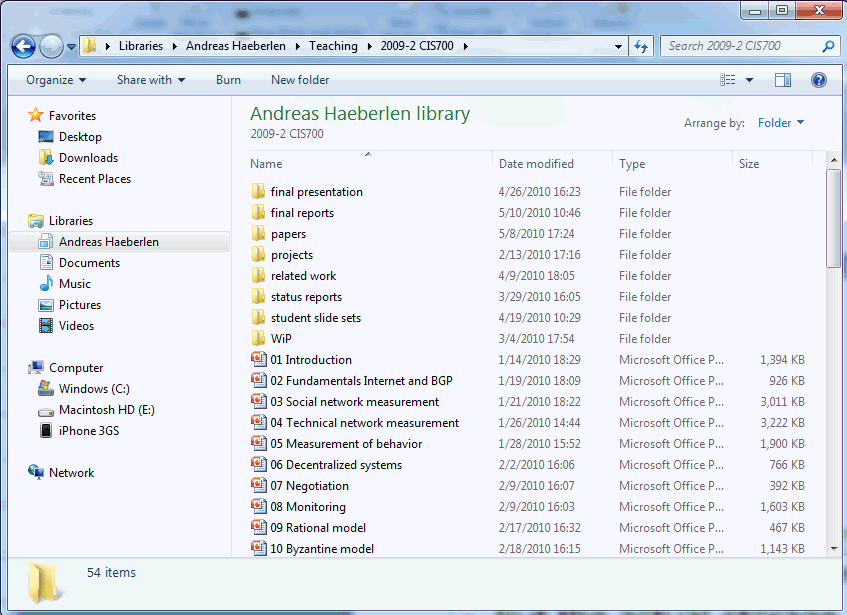 Libraries Andreas Haeberlen Teaching 2009-2 CIS700 Search 2009-2 CIS700
Organize Share with Burn New folder
Favorites
Desktop
Downloads
Recent Places
Libraries
Andreas Haeberlen
Documents
Music
Pictures
Videos
Computer
Windows (C:)
Macintosh HD (E:)
iPhone 3GS
Network
Andreas Haeberlen library
2009-2 CIS700
Arrange by: Folder
Name Date modified Type Size
final presentation 4/26/2010 16:23 File folder
final reports 5/10/2010 10:46 File folder
papers 5/8/2010 17:24 File folder
projects 2/13/2010 17:16 File folder
related work 4/9/2010 18:05 File folder
status reports 3/29/2010 16:05 File folder
student slide sets 4/19/2010 10:29 File folder
WiP 3/4/2010 17:54 File folder
01 Introduction 1/14/2010 18:29 Microsoft Office P... 1,394 KB
02 Fundamentals Internet and BGP 1/19/2010 18:09 Microsoft Office P... 926 KB
03 Social network measurement 1/21/2010 18:22 Microsoft Office P... 3,011 KB
04 Technical network measurement 1/26/2010 14:44 Microsoft Office P... 3,222 KB
05 Measurement of behavior 1/28/2010 15:52 Microsoft Office P... 1,900 KB
06 Decentralized systems 2/2/2010 16:06 Microsoft Office P... 766 KB
07 Negotiation 2/9/2010 16:07 Microsoft Office P... 392 KB
08 Monitoring 2/9/2010 16:03 Microsoft Office P... 1,603 KB
09 Rational model 2/17/2010 16:32 Microsoft Office P... 467 KB
10 Byzantine model 2/18/2010 16:15 Microsoft Office P... 1,143 KB
54 items